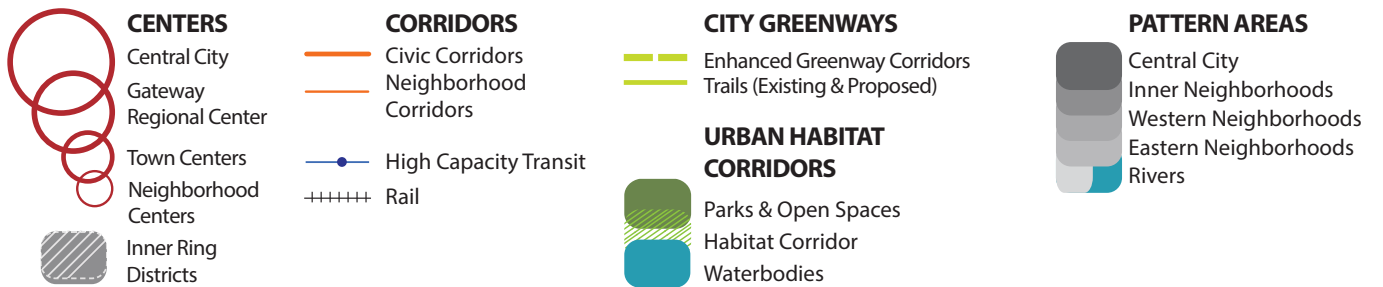 CENTERS
Central City
Gateway
Regional Center
Town Centers
Neighborhood
Centers
Inner Ring
Districts
CORRIDORS
Civic Corridors
Neighborhood
Corridors
High Capacity Transit
Rail
CITY GREENWAYS
Enhanced Greenway Corridors
Trails (Existing & Proposed)
URBAN HABITAT
CORRIDORS
Parks & Open Spaces
Habitat Corridor
Waterbodies
PATTERN AREAS
Central City
Inner Neighborhoods
Western Neighborhoods
Eastern Neighborhoods
Rivers